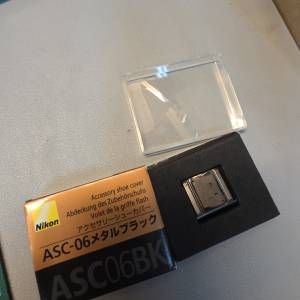 Nikon
Accessory shoe cover
Abdeckung des Zubehörschuhs
Volet de la griffe flash
アクセサリーシューカバー
ASC-06メタルブラック
ASC06BK